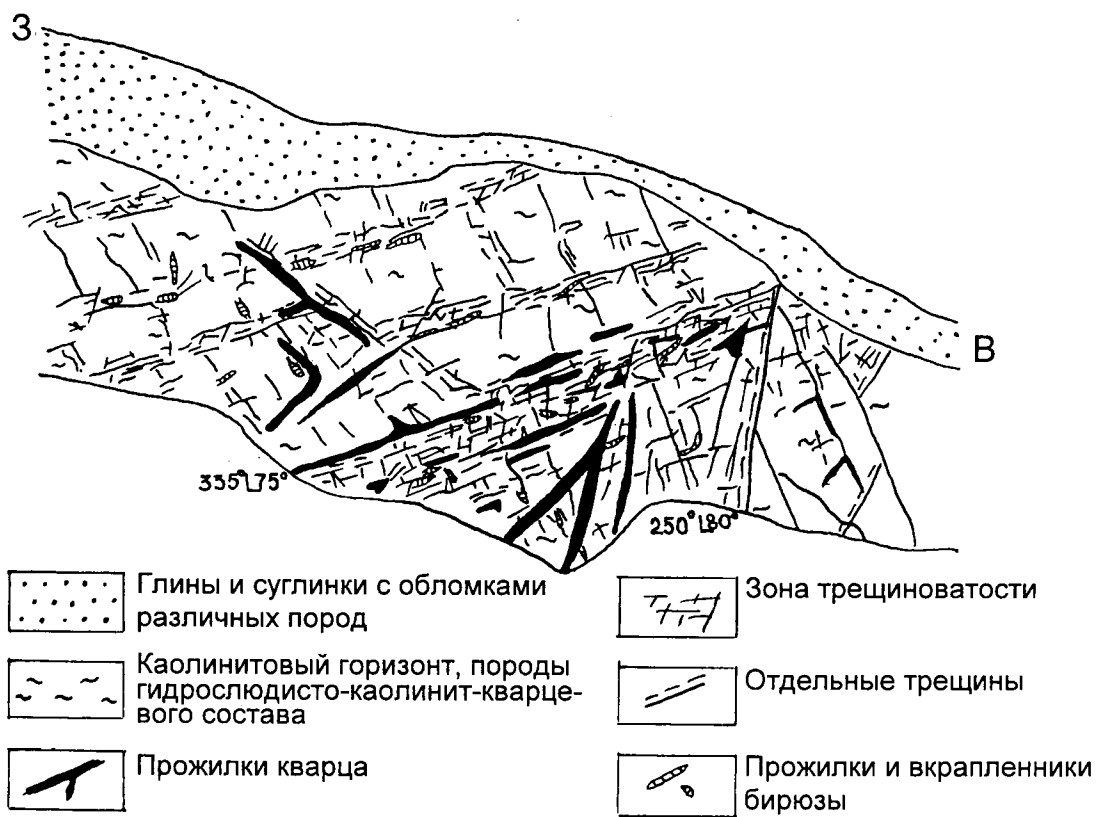 З
В
335°∟75°
250°∟80°
Глины и суглинки с обломками
различных пород
Каолинитовый горизонт, породы
гидрослюдисто-каолинит-кварце-
вого состава
Прожилки кварца
Зона трещиноватости
Отдельные трещины
Прожилки и вкрапленники
бирюзы